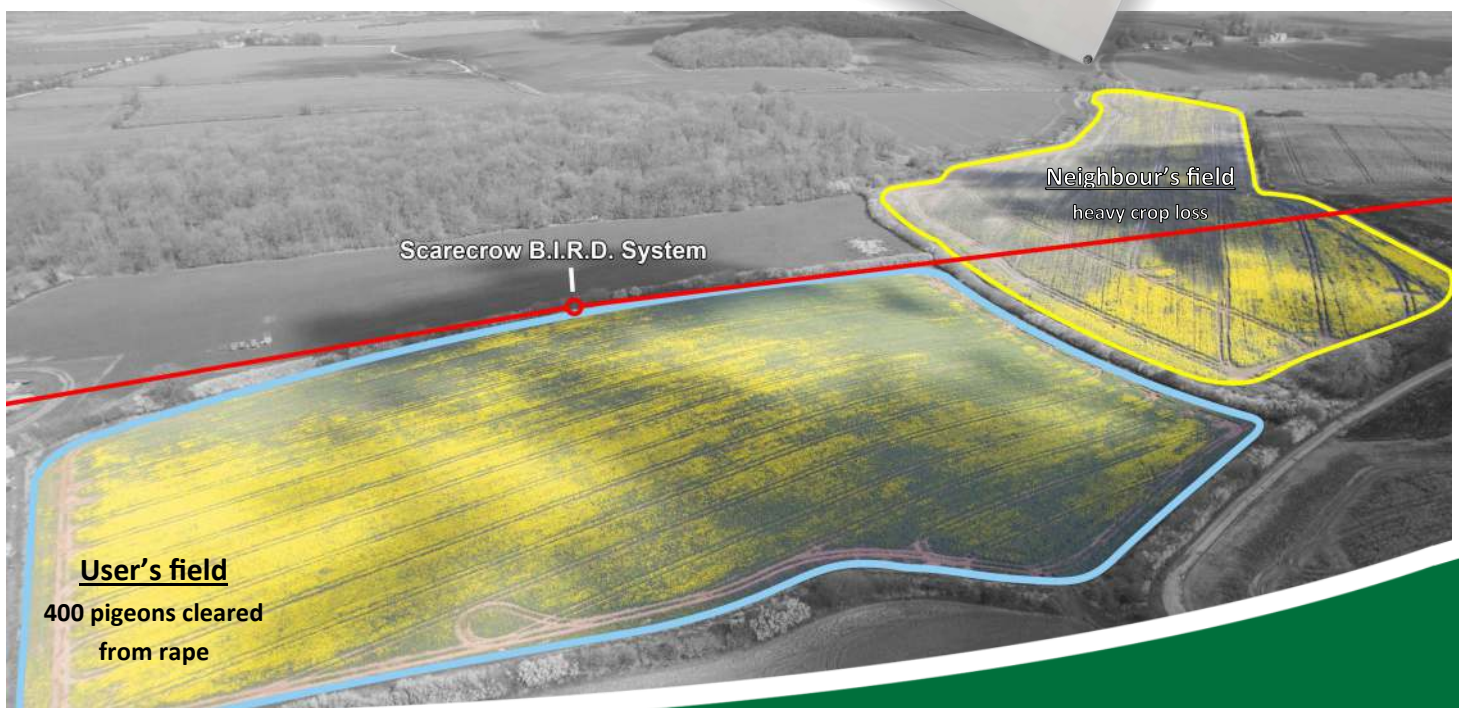 Neighbour's field
heavy crop loss
Scarecrow B.I.R.D. System
User's field
400 pigeons cleared
from rape